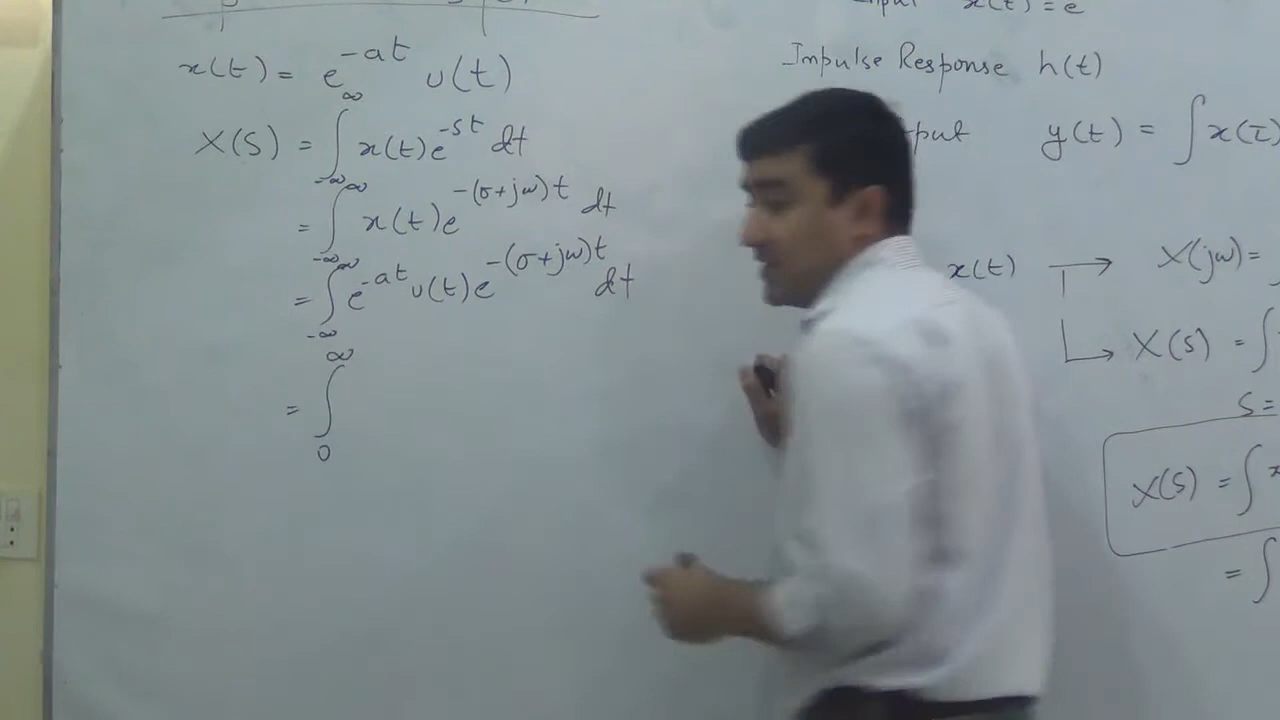 x(t) = e^{-at} u(t)
X(S) = ∫_{-∞}^{∞} x(t) e^{-st} dt
= ∫_{-∞}^{∞} x(t) e^{-(σ+jω)t} dt
= ∫_{-∞}^{∞} e^{-at} u(t) e^{-(σ+jω)t} dt
= ∫_{0}^{∞}
x(t) = e
Impulse Response h(t)
y(t) = ∫ x(τ)
x(t) → X(jω) =
→ X(s) = ∫
S =
X(s) = ∫ x
= ∫